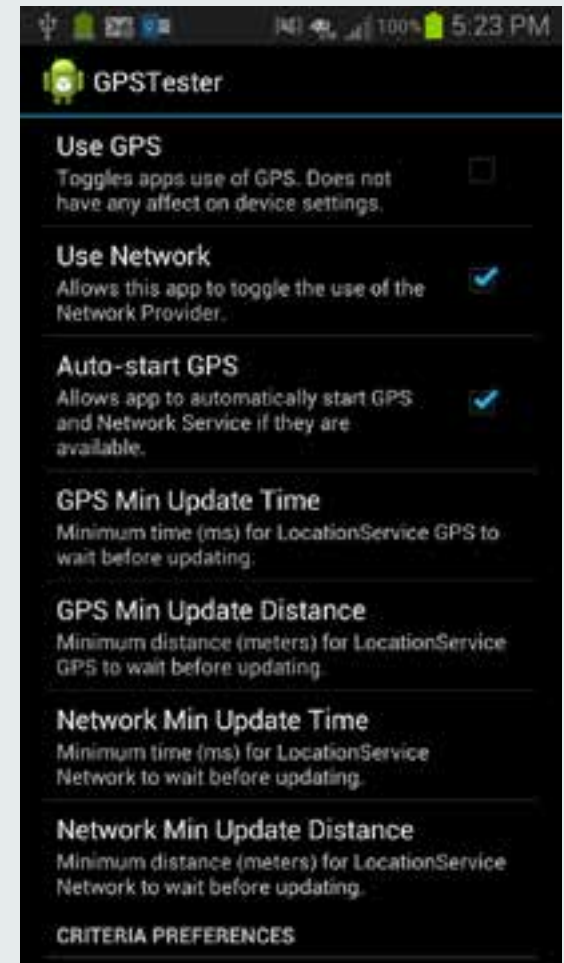 100% 5:23 PM
GPSTester
Use GPS
Toggles apps use of GPS. Does not
have any affect on device settings.
Use Network
Allows this app to toggle the use of the
Network Provider.
Auto-start GPS
Allows app to automatically start GPS
and Network Service if they are
available.
GPS Min Update Time
Minimum time (ms) for LocationService GPS to
wait before updating.
GPS Min Update Distance
Minimum distance (meters) for LocationService
GPS to wait before updating.
Network Min Update Time
Minimum time (ms) for LocationService
Network to wait before updating.
Network Min Update Distance
Minimum distance (meters) for LocationService
Network to wait before updating.
CRITERIA PREFERENCES